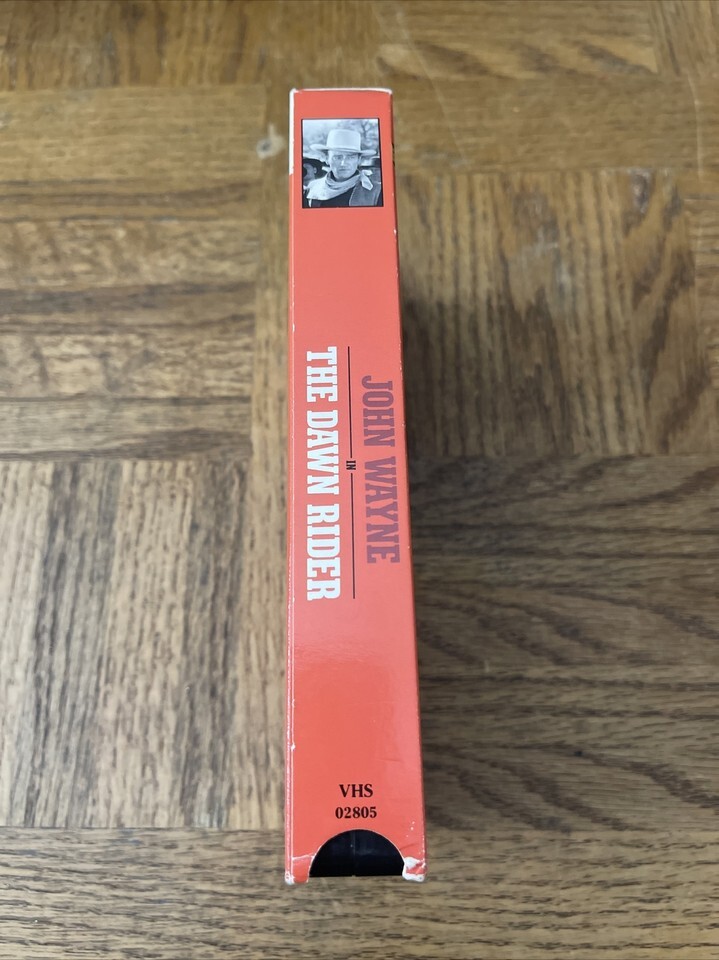 JOHN WAYNE
IN
THE DAWN RIDER
VHS
02805